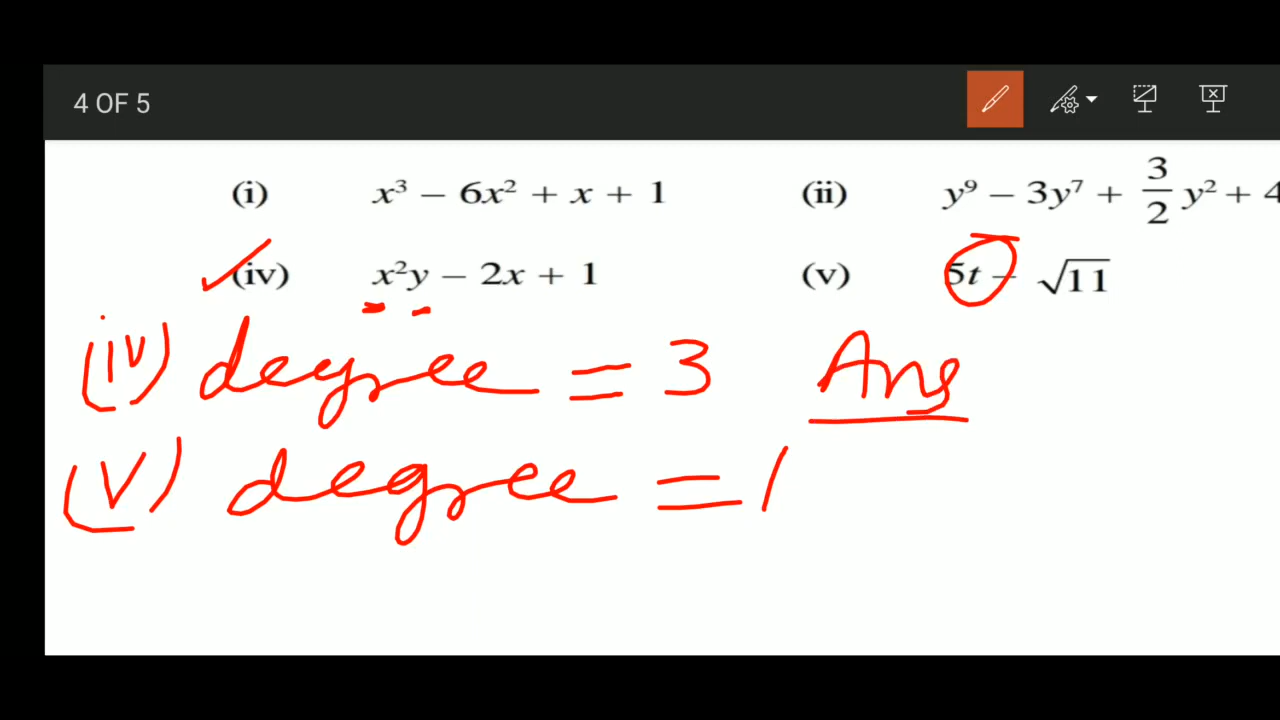 4 OF 5
(i) x³ – 6x² + x + 1 (ii) y⁹ – 3y⁷ + 3/2 y² + 4
(iv) x²y – 2x + 1 (v) 5t – √11
(iv) degree = 3 Ans
(v) degree = 1